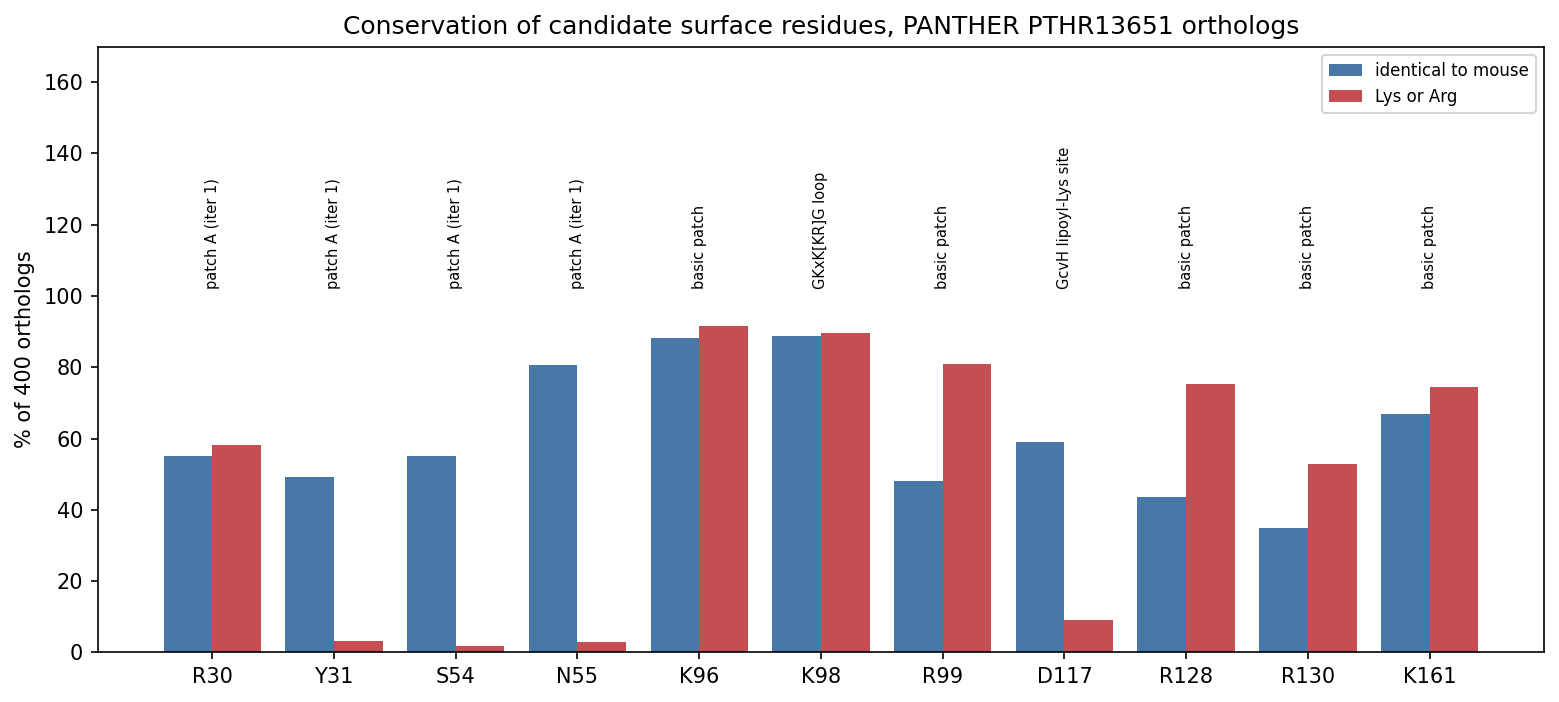 Conservation of candidate surface residues, PANTHER PTHR13651 orthologs
identical to mouse
Lys or Arg
% of 400 orthologs
160
140
120
100
80
60
40
20
0
patch A (iter 1)
patch A (iter 1)
patch A (iter 1)
patch A (iter 1)
basic patch
GKxK[KR]G loop
basic patch
GcvH lipoyl-Lys site
basic patch
basic patch
basic patch
R30 Y31 S54 N55 K96 K98 R99 D117 R128 R130 K161